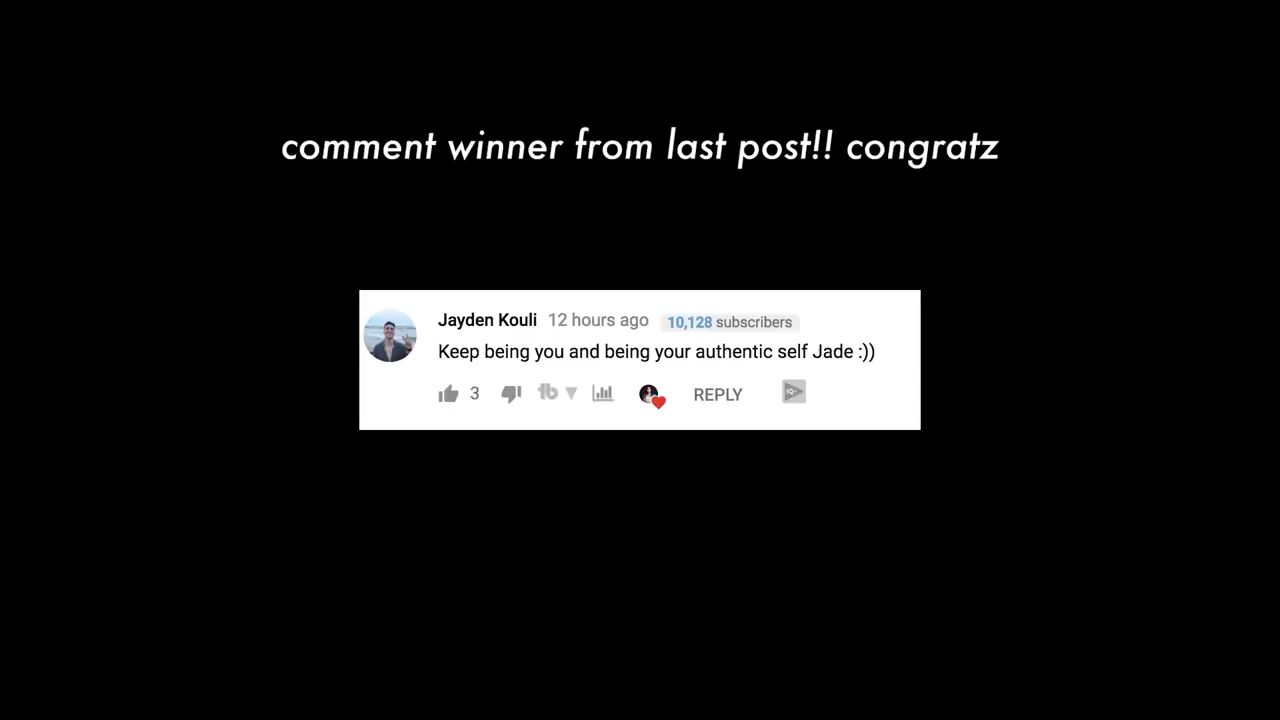 comment winner from last post!! congratz
Jayden Kouli 12 hours ago 10,128 subscribers
Keep being you and being your authentic self Jade :))
3 REPLY